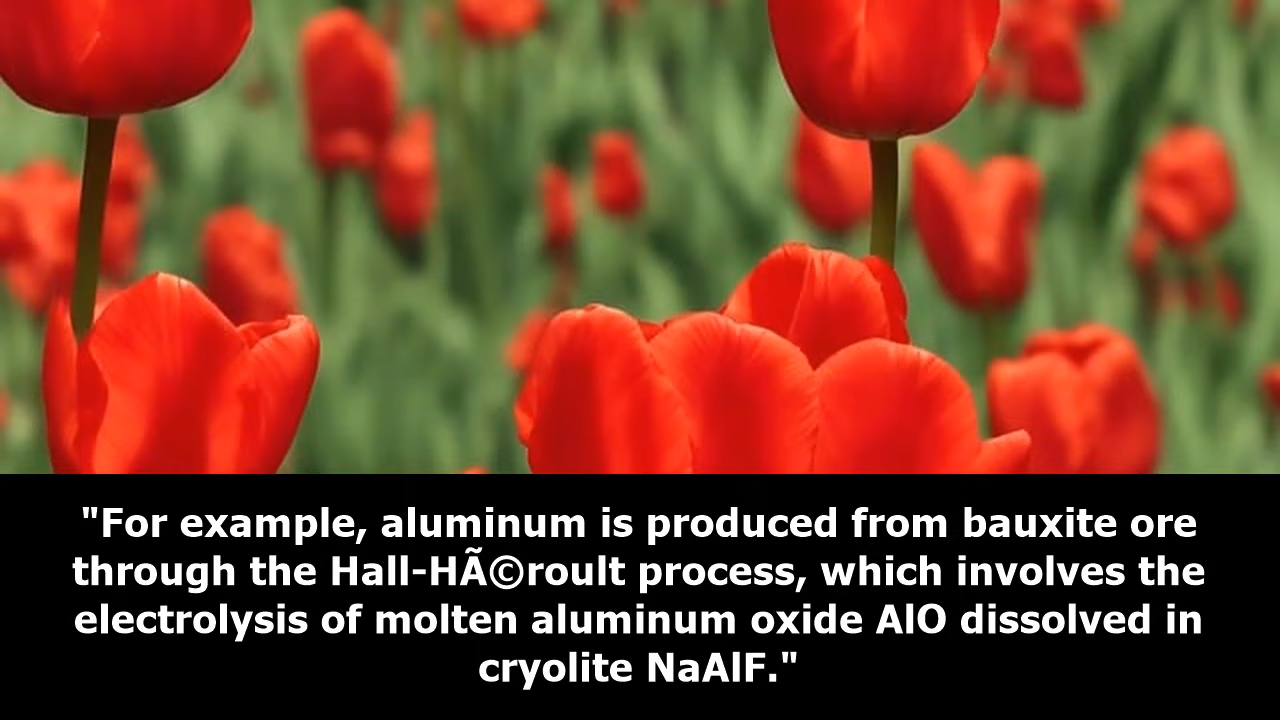 "For example, aluminum is produced from bauxite ore
through the Hall-HÃ©roult process, which involves the
electrolysis of molten aluminum oxide AlO dissolved in
cryolite NaAlF."